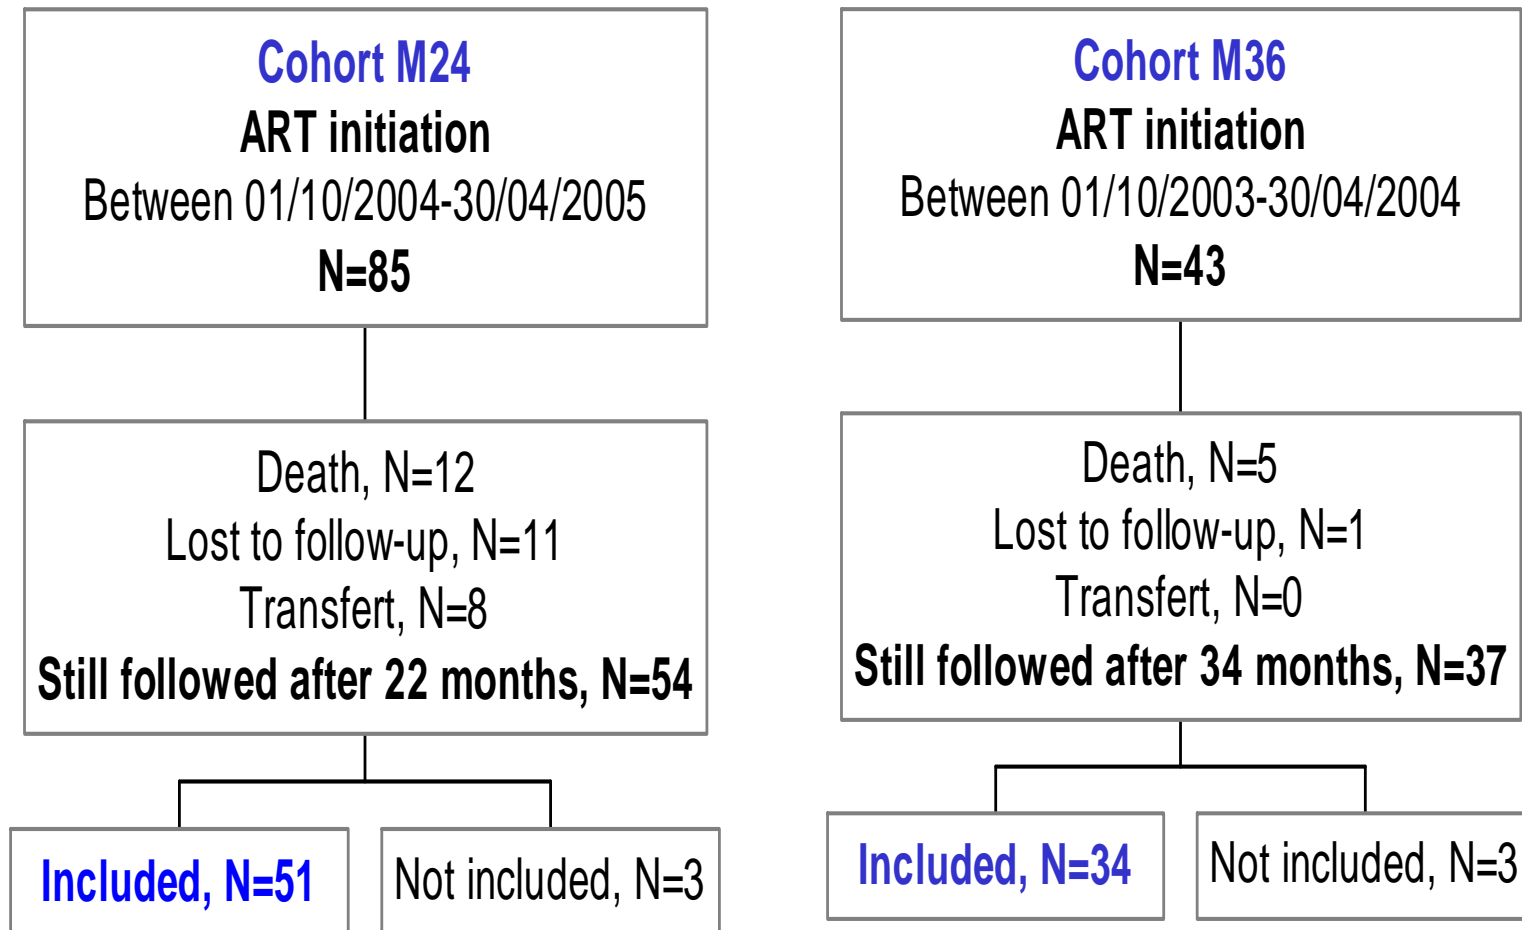 Cohort M24
ART initiation
Between 01/10/2004-30/04/2005
N=85
Death, N=12
Lost to follow-up, N=11
Transfert, N=8
Still followed after 22 months, N=54
Included, N=51
Not included, N=3
Cohort M36
ART initiation
Between 01/10/2003-30/04/2004
N=43
Death, N=5
Lost to follow-up, N=1
Transfert, N=0
Still followed after 34 months, N=37
Included, N=34
Not included, N=3